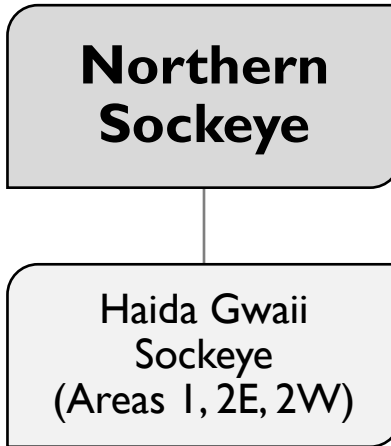 Northern
Sockeye
Haida Gwaii
Sockeye
(Areas 1, 2E, 2W)